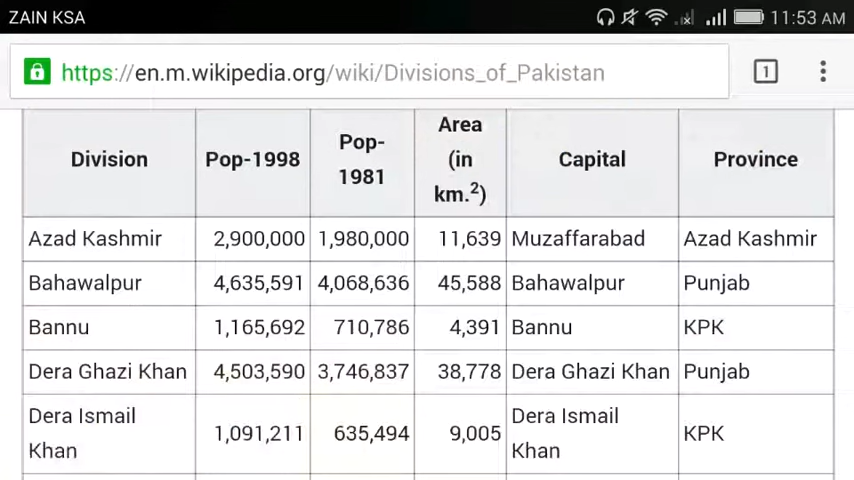 ZAIN KSA 11:53 AM
https://en.m.wikipedia.org/wiki/Divisions_of_Pakistan 1
Division Pop-1998 Pop-1981 Area (in km.²) Capital Province
Azad Kashmir 2,900,000 1,980,000 11,639 Muzaffarabad Azad Kashmir
Bahawalpur 4,635,591 4,068,636 45,588 Bahawalpur Punjab
Bannu 1,165,692 710,786 4,391 Bannu KPK
Dera Ghazi Khan 4,503,590 3,746,837 38,778 Dera Ghazi Khan Punjab
Dera Ismail Khan 1,091,211 635,494 9,005 Dera Ismail Khan KPK